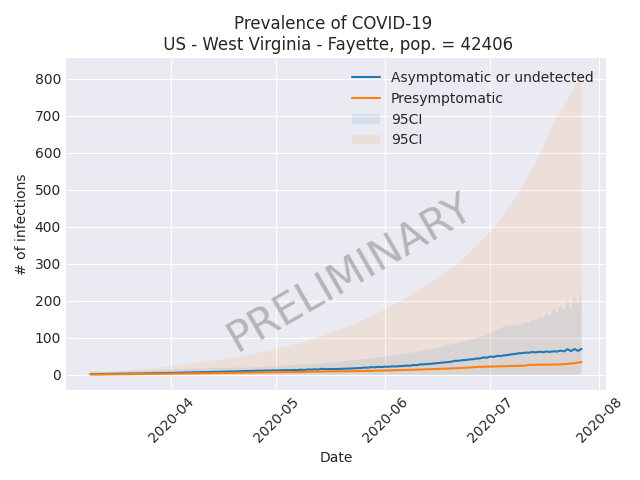 Prevalence of COVID-19
US - West Virginia - Fayette, pop. = 42406
Asymptomatic or undetected
Presymptomatic
95CI
95CI
800
700
600
500
400
300
200
100
0
# of infections
PRELIMINARY
2020-04
2020-05
2020-06
2020-07
2020-08
Date